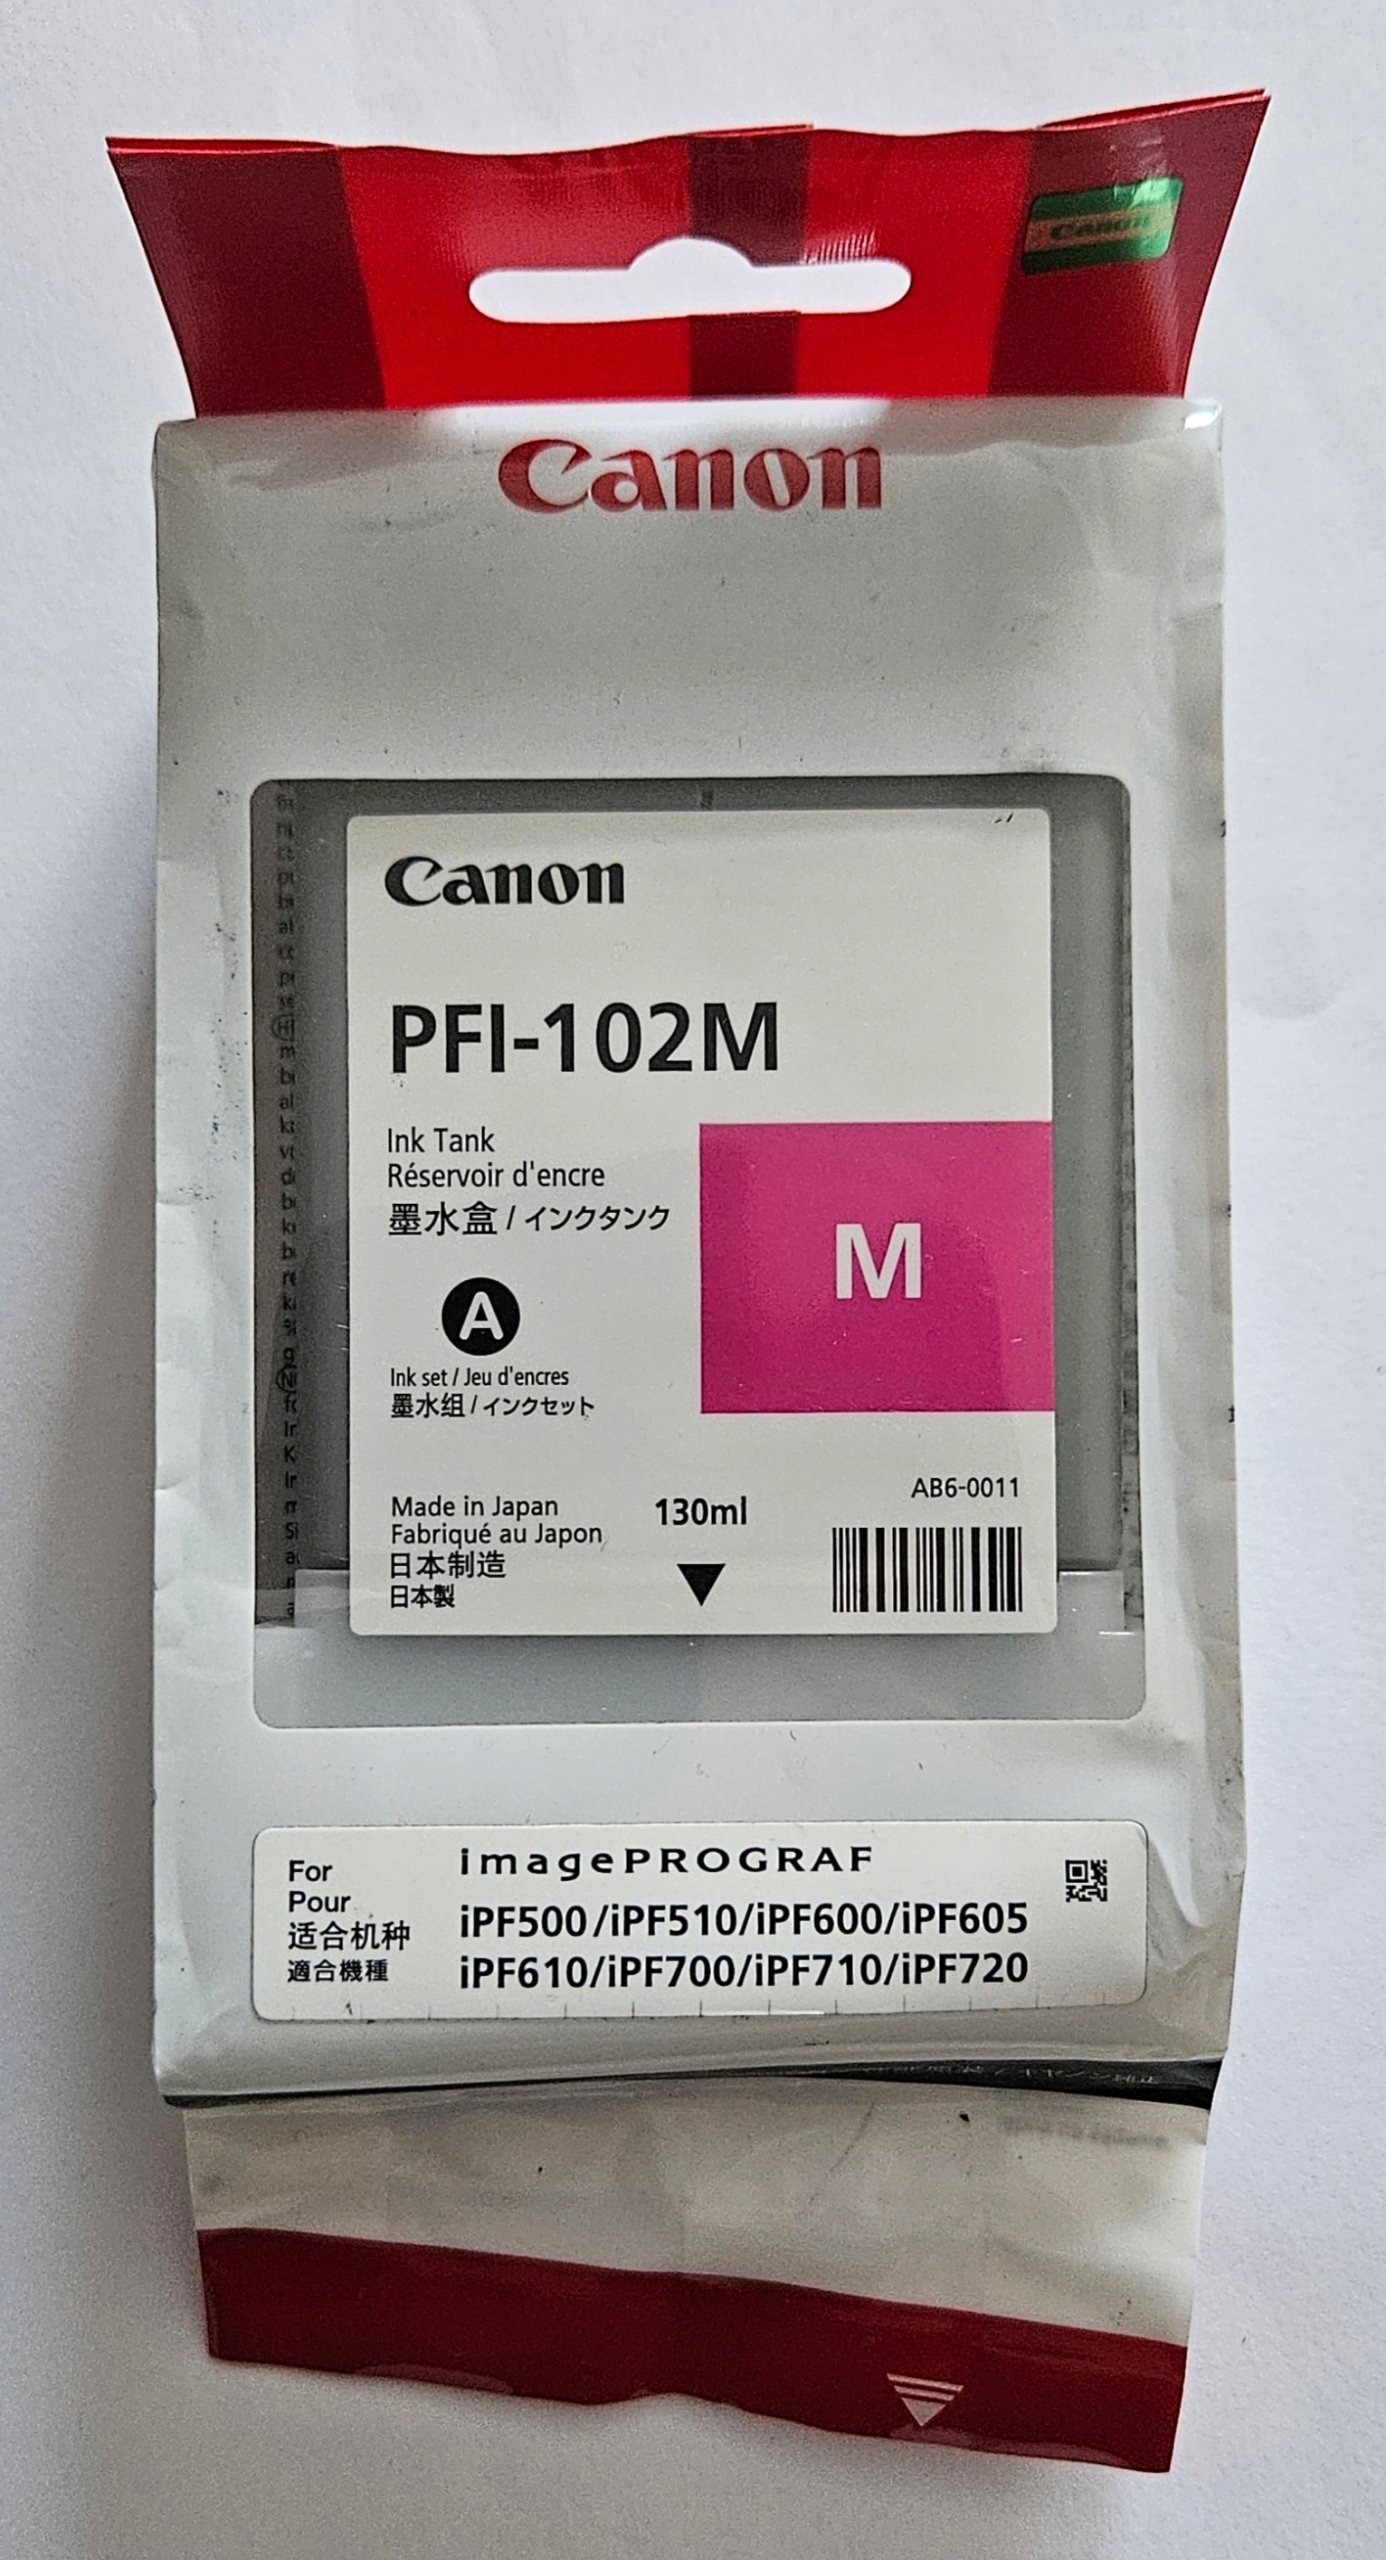 Canon
Canon
Canon
PFI-102M
Ink Tank
Réservoir d'encre
墨水盒 / インクタンク
M
A
Ink set / Jeu d'encres
墨水组 / インクセット
AB6-0011
Made in Japan
Fabriqué au Japon
日本制造
日本製
130ml
For
Pour
适合机种
適合機種
imagePROGRAF
iPF500/iPF510/iPF600/iPF605
iPF610/iPF700/iPF710/iPF720